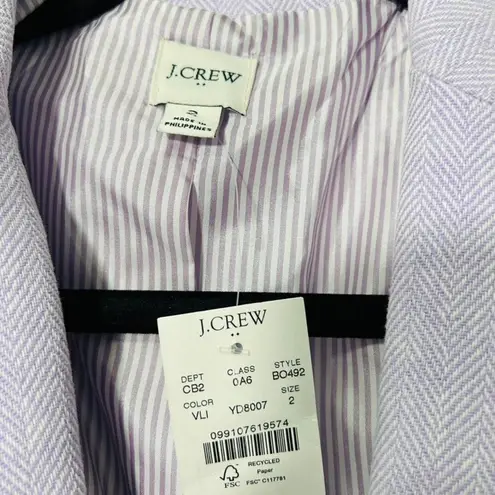 J.CREW
2
MADE IN
PHILIPPINES
J.CREW
DEPT CLASS STYLE
CB2 0A6 BO492
COLOR SIZE
VLI YD8007 2
099107619574
FSC
RECYCLED
Paper
FSC® C117781